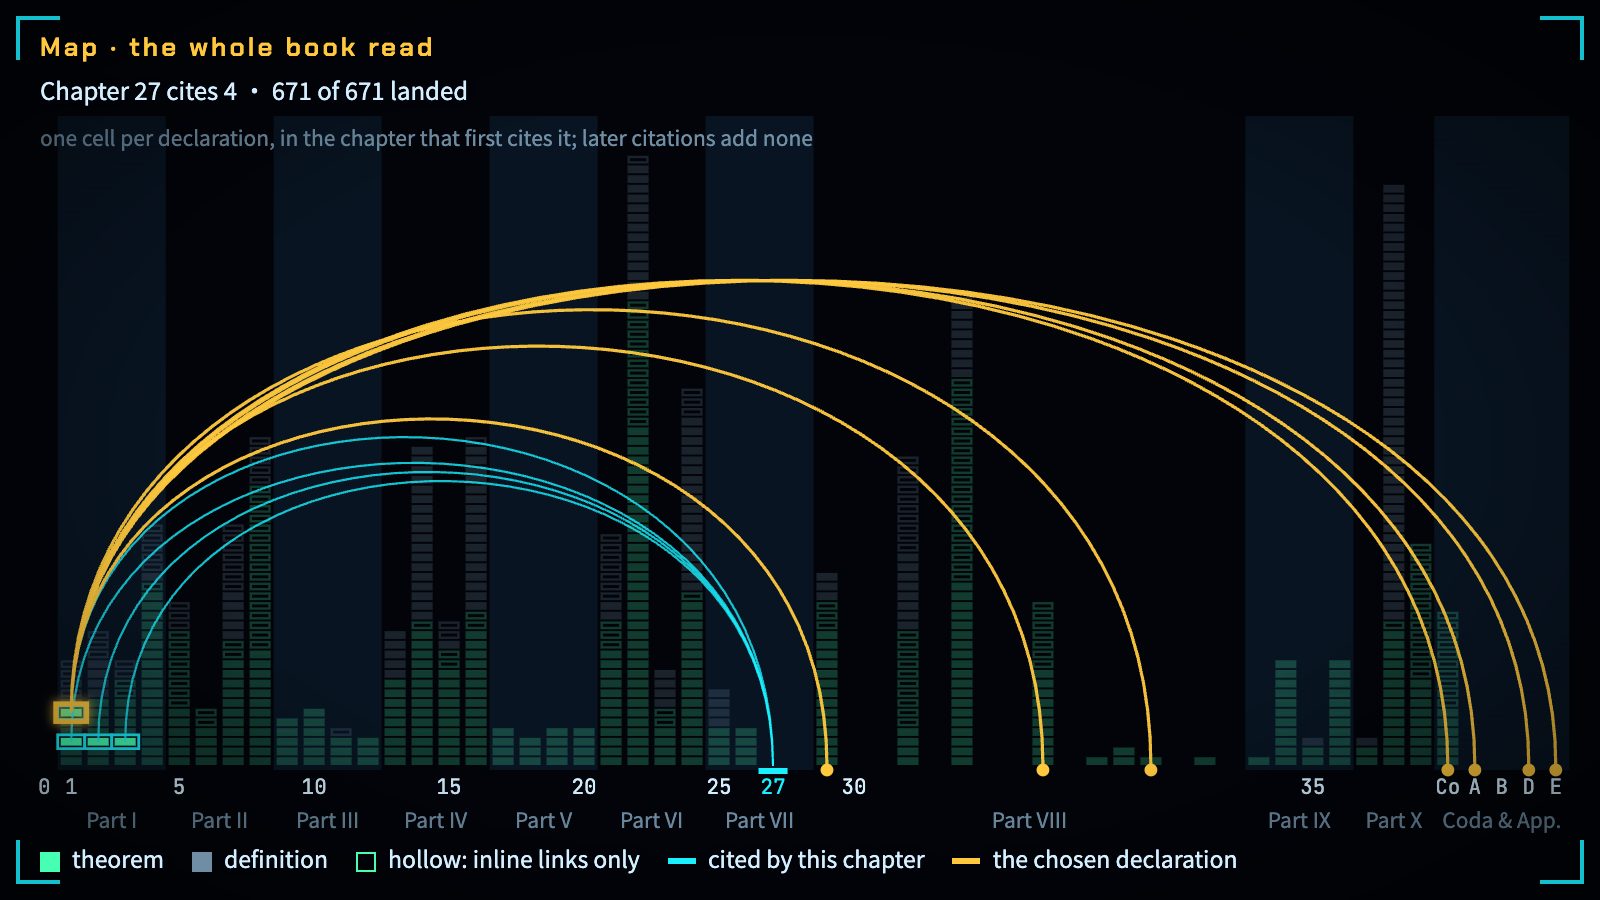 Map · the whole book read
Chapter 27 cites 4 • 671 of 671 landed
one cell per declaration, in the chapter that first cites it; later citations add none
0 1 5 10 15 20 25 27 30 35 Co A B D E
Part I Part II Part III Part IV Part V Part VI Part VII Part VIII Part IX Part X Coda & App.
theorem definition hollow: inline links only cited by this chapter the chosen declaration